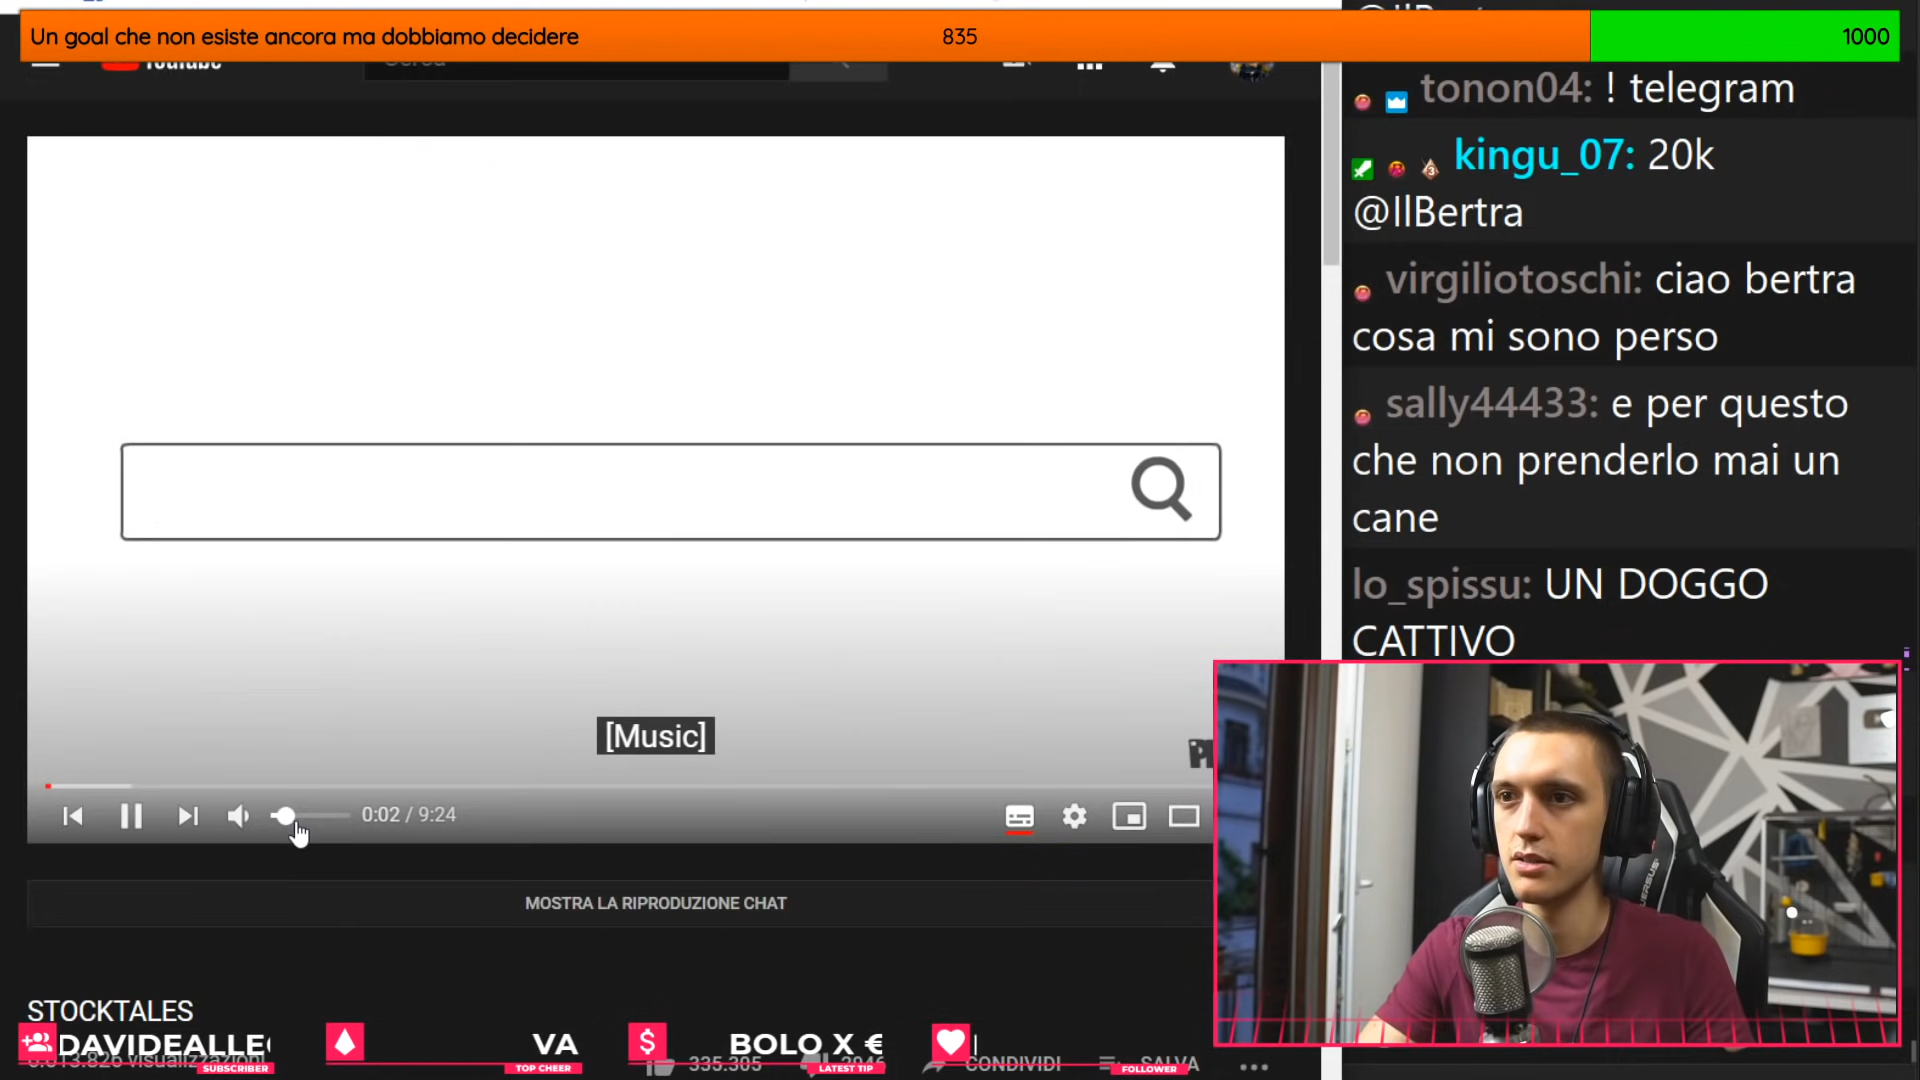 Un goal che non esiste ancora ma dobbiamo decidere
835
1000
tonon04: ! telegram
kingu_07: 20k
@IlBertra
virgiliotoschi: ciao bertra
cosa mi sono perso
sally44433: e per questo
che non prenderlo mai un
cane
lo_spissu: UN DOGGO
CATTIVO
[Music]
0:02 / 9:24
MOSTRA LA RIPRODUZIONE CHAT
STOCKTALES
DAVIDEALLE
SUBSCRIBER
VA
TOP CHEER
BOLO X €
LATEST TIP
FOLLOWER
visualizzazioni
335.305
CONDIVIDI
SALVA